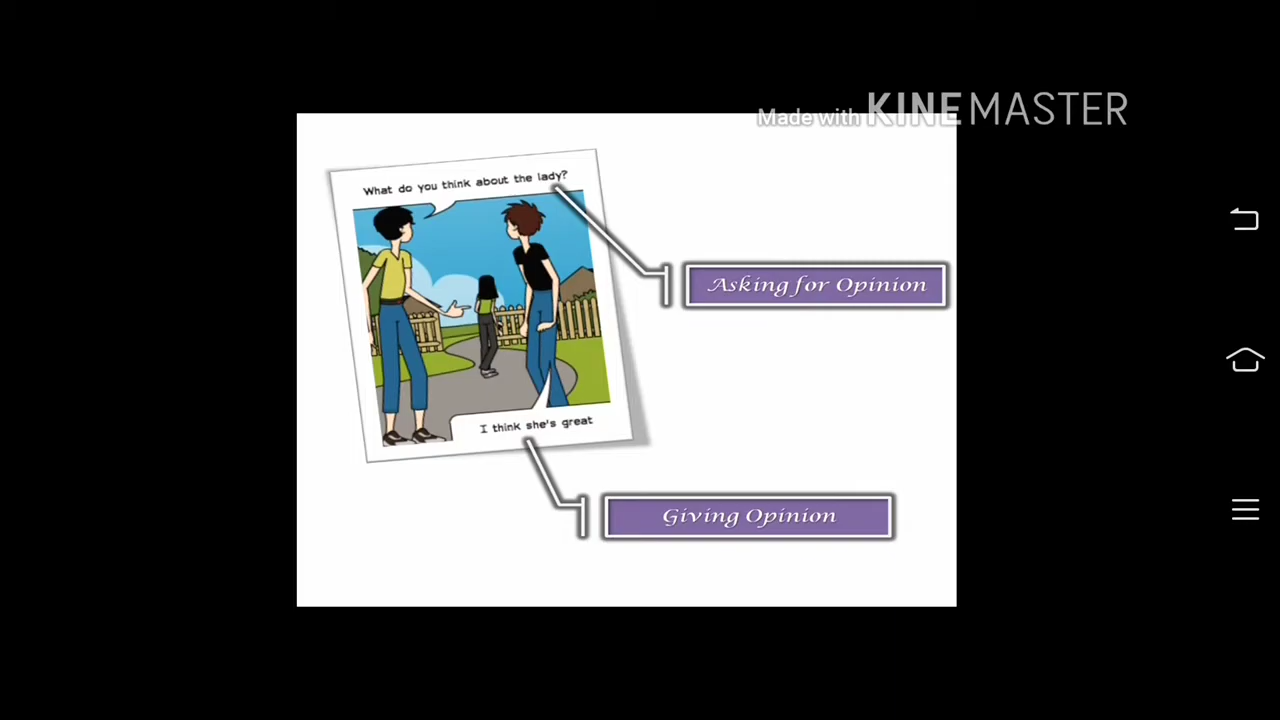 Made with KINEMASTER
What do you think about the lady?
Asking for Opinion
I think she's great
Giving Opinion